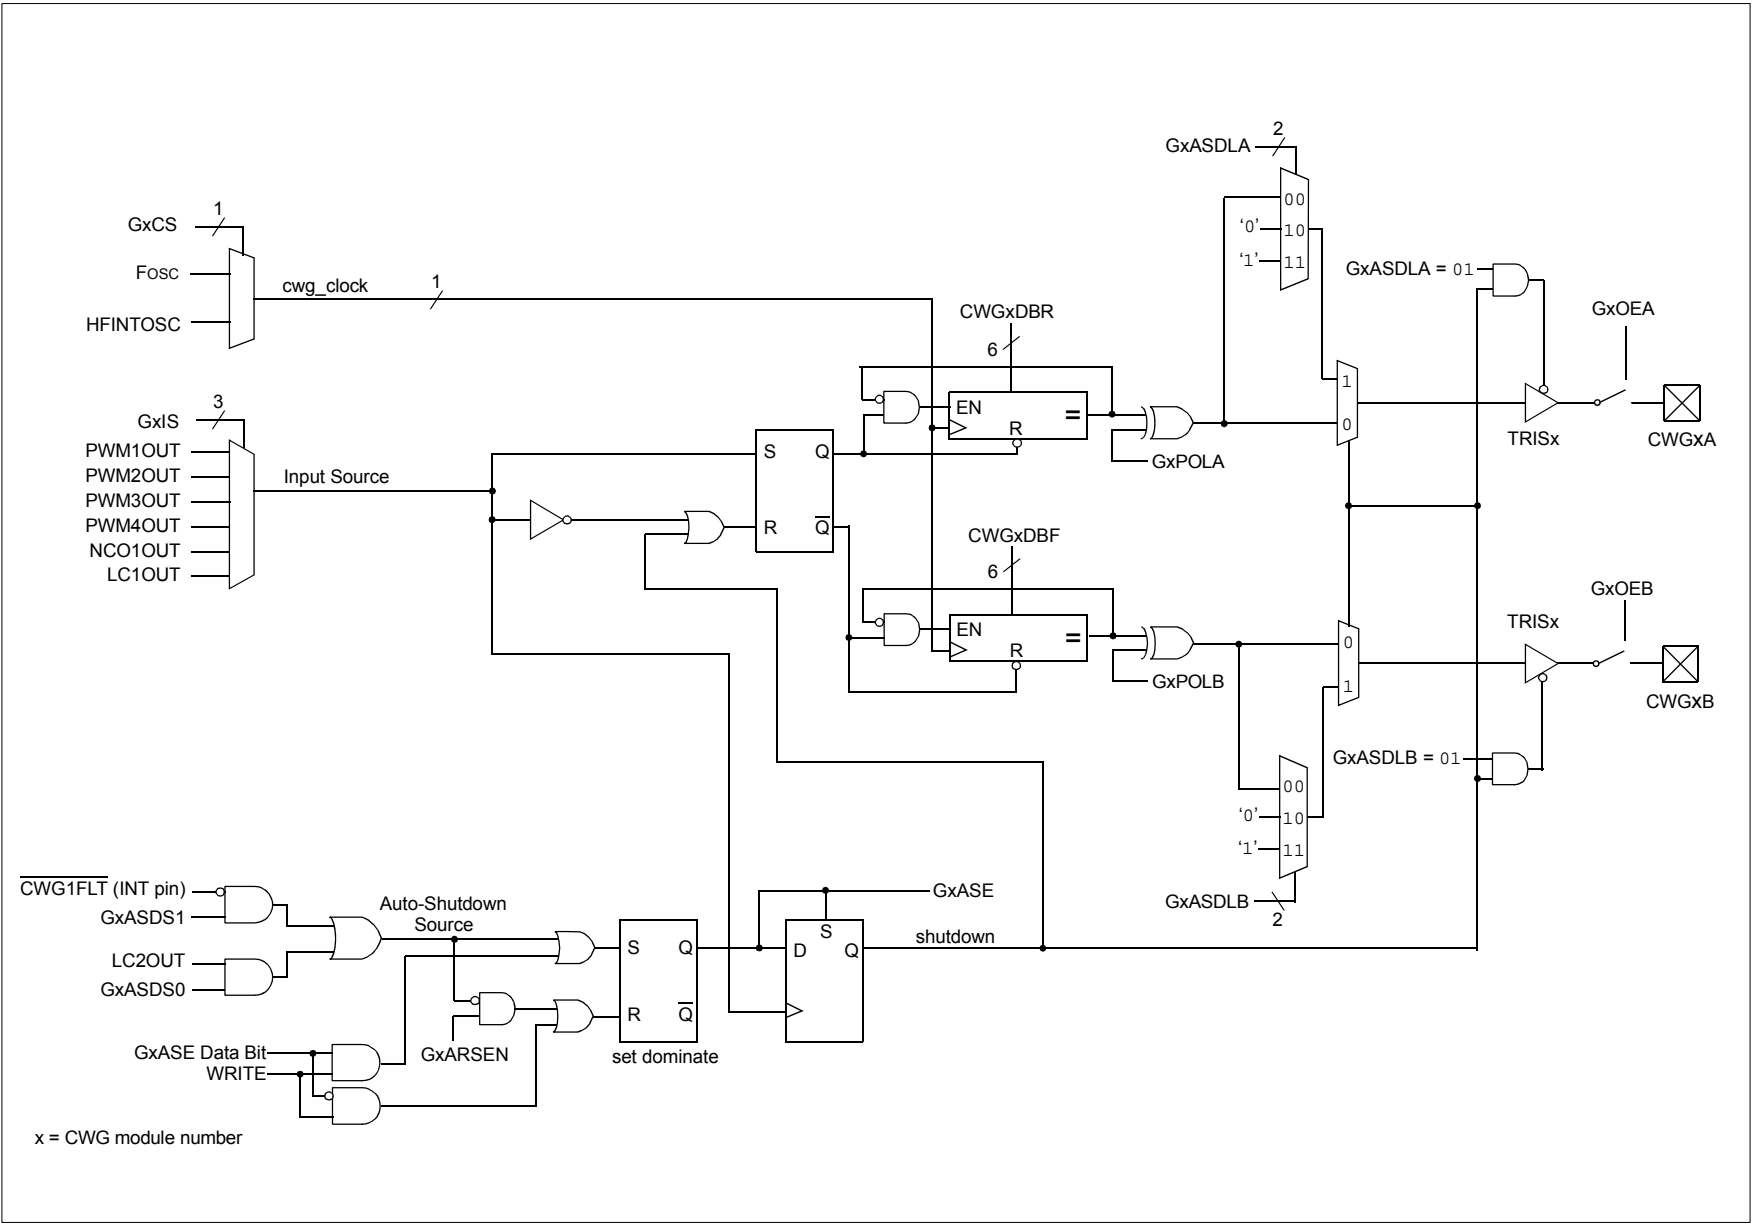 2
GxASDLA
00
'0'
10
'1'
11
1
GxCS
FOSC
HFINTOSC
cwg_clock
1
GxASDLA = 01
GxOEA
CWGxDBR
6
EN
=
R
1
0
TRISx
CWGxA
GxPOLA
3
GxIS
PWM1OUT
PWM2OUT
PWM3OUT
PWM4OUT
NCO1OUT
LC1OUT
Input Source
S
Q
R
Q̅
CWGxDBF
6
EN
=
R
GxPOLB
0
1
TRISx
GxOEB
CWGxB
GxASDLB = 01
00
'0'
10
'1'
11
GxASDLB
2
CWG1FLT (INT pin)
GxASDS1
LC2OUT
GxASDS0
Auto-Shutdown
Source
GxARSEN
GxASE Data Bit
WRITE
S
Q
R
Q̅
set dominate
GxASE
S
D
Q
shutdown
x = CWG module number